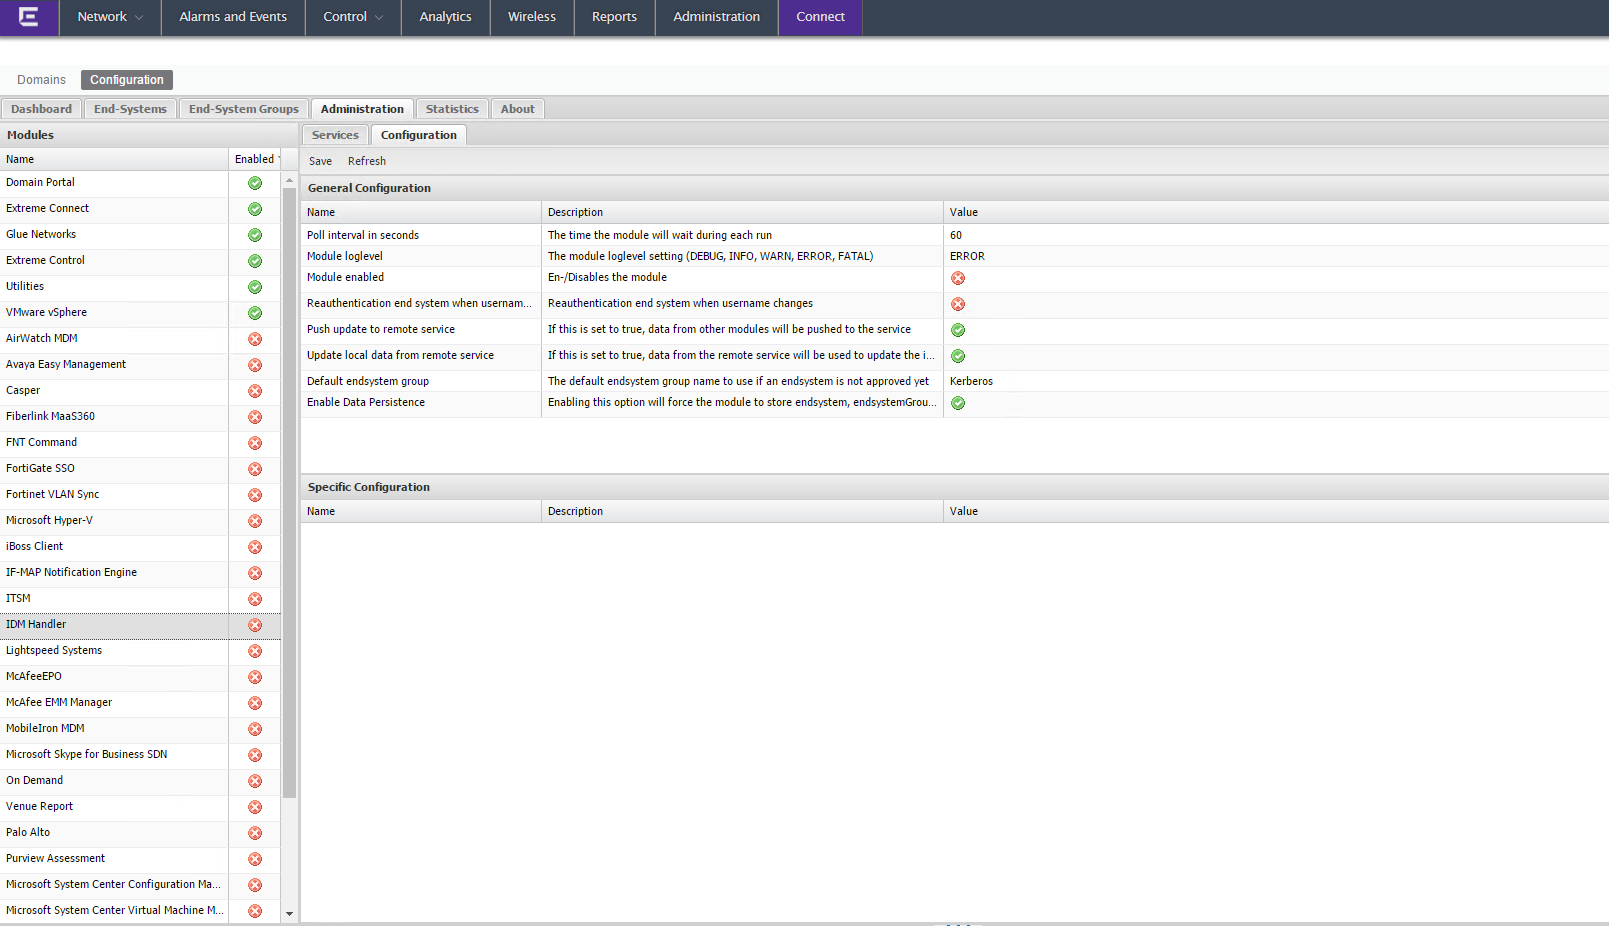 Network Alarms and Events Control Analytics Wireless Reports Administration Connect
Domains Configuration
Dashboard End-Systems End-System Groups Administration Statistics About
Modules
Name Enabled
Domain Portal
Extreme Connect
Glue Networks
Extreme Control
Utilities
VMware vSphere
AirWatch MDM
Avaya Easy Management
Casper
Fiberlink MaaS360
FNT Command
FortiGate SSO
Fortinet VLAN Sync
Microsoft Hyper-V
iBoss Client
IF-MAP Notification Engine
ITSM
IDM Handler
Lightspeed Systems
McAfeeEPO
McAfee EMM Manager
MobileIron MDM
Microsoft Skype for Business SDN
On Demand
Venue Report
Palo Alto
Purview Assessment
Microsoft System Center Configuration Ma...
Microsoft System Center Virtual Machine M...
Services Configuration
Save Refresh
General Configuration
Name Description Value
Poll interval in seconds The time the module will wait during each run 60
Module loglevel The module loglevel setting (DEBUG, INFO, WARN, ERROR, FATAL) ERROR
Module enabled En-/Disables the module
Reauthentication end system when usernam... Reauthentication end system when username changes
Push update to remote service If this is set to true, data from other modules will be pushed to the service
Update local data from remote service If this is set to true, data from the remote service will be used to update the i...
Default endsystem group The default endsystem group name to use if an endsystem is not approved yet Kerberos
Enable Data Persistence Enabling this option will force the module to store endsystem, endsystemGrou...
Specific Configuration
Name Description Value